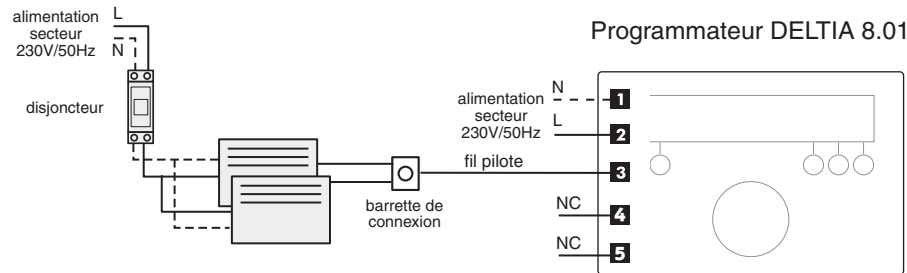 Programmateur DELTIA 8.01
alimentation
secteur
230V/50Hz
L
N
disjoncteur
barrette de
connexion
fil pilote
alimentation
secteur
230V/50Hz
N
L
NC
NC
1
2
3
4
5